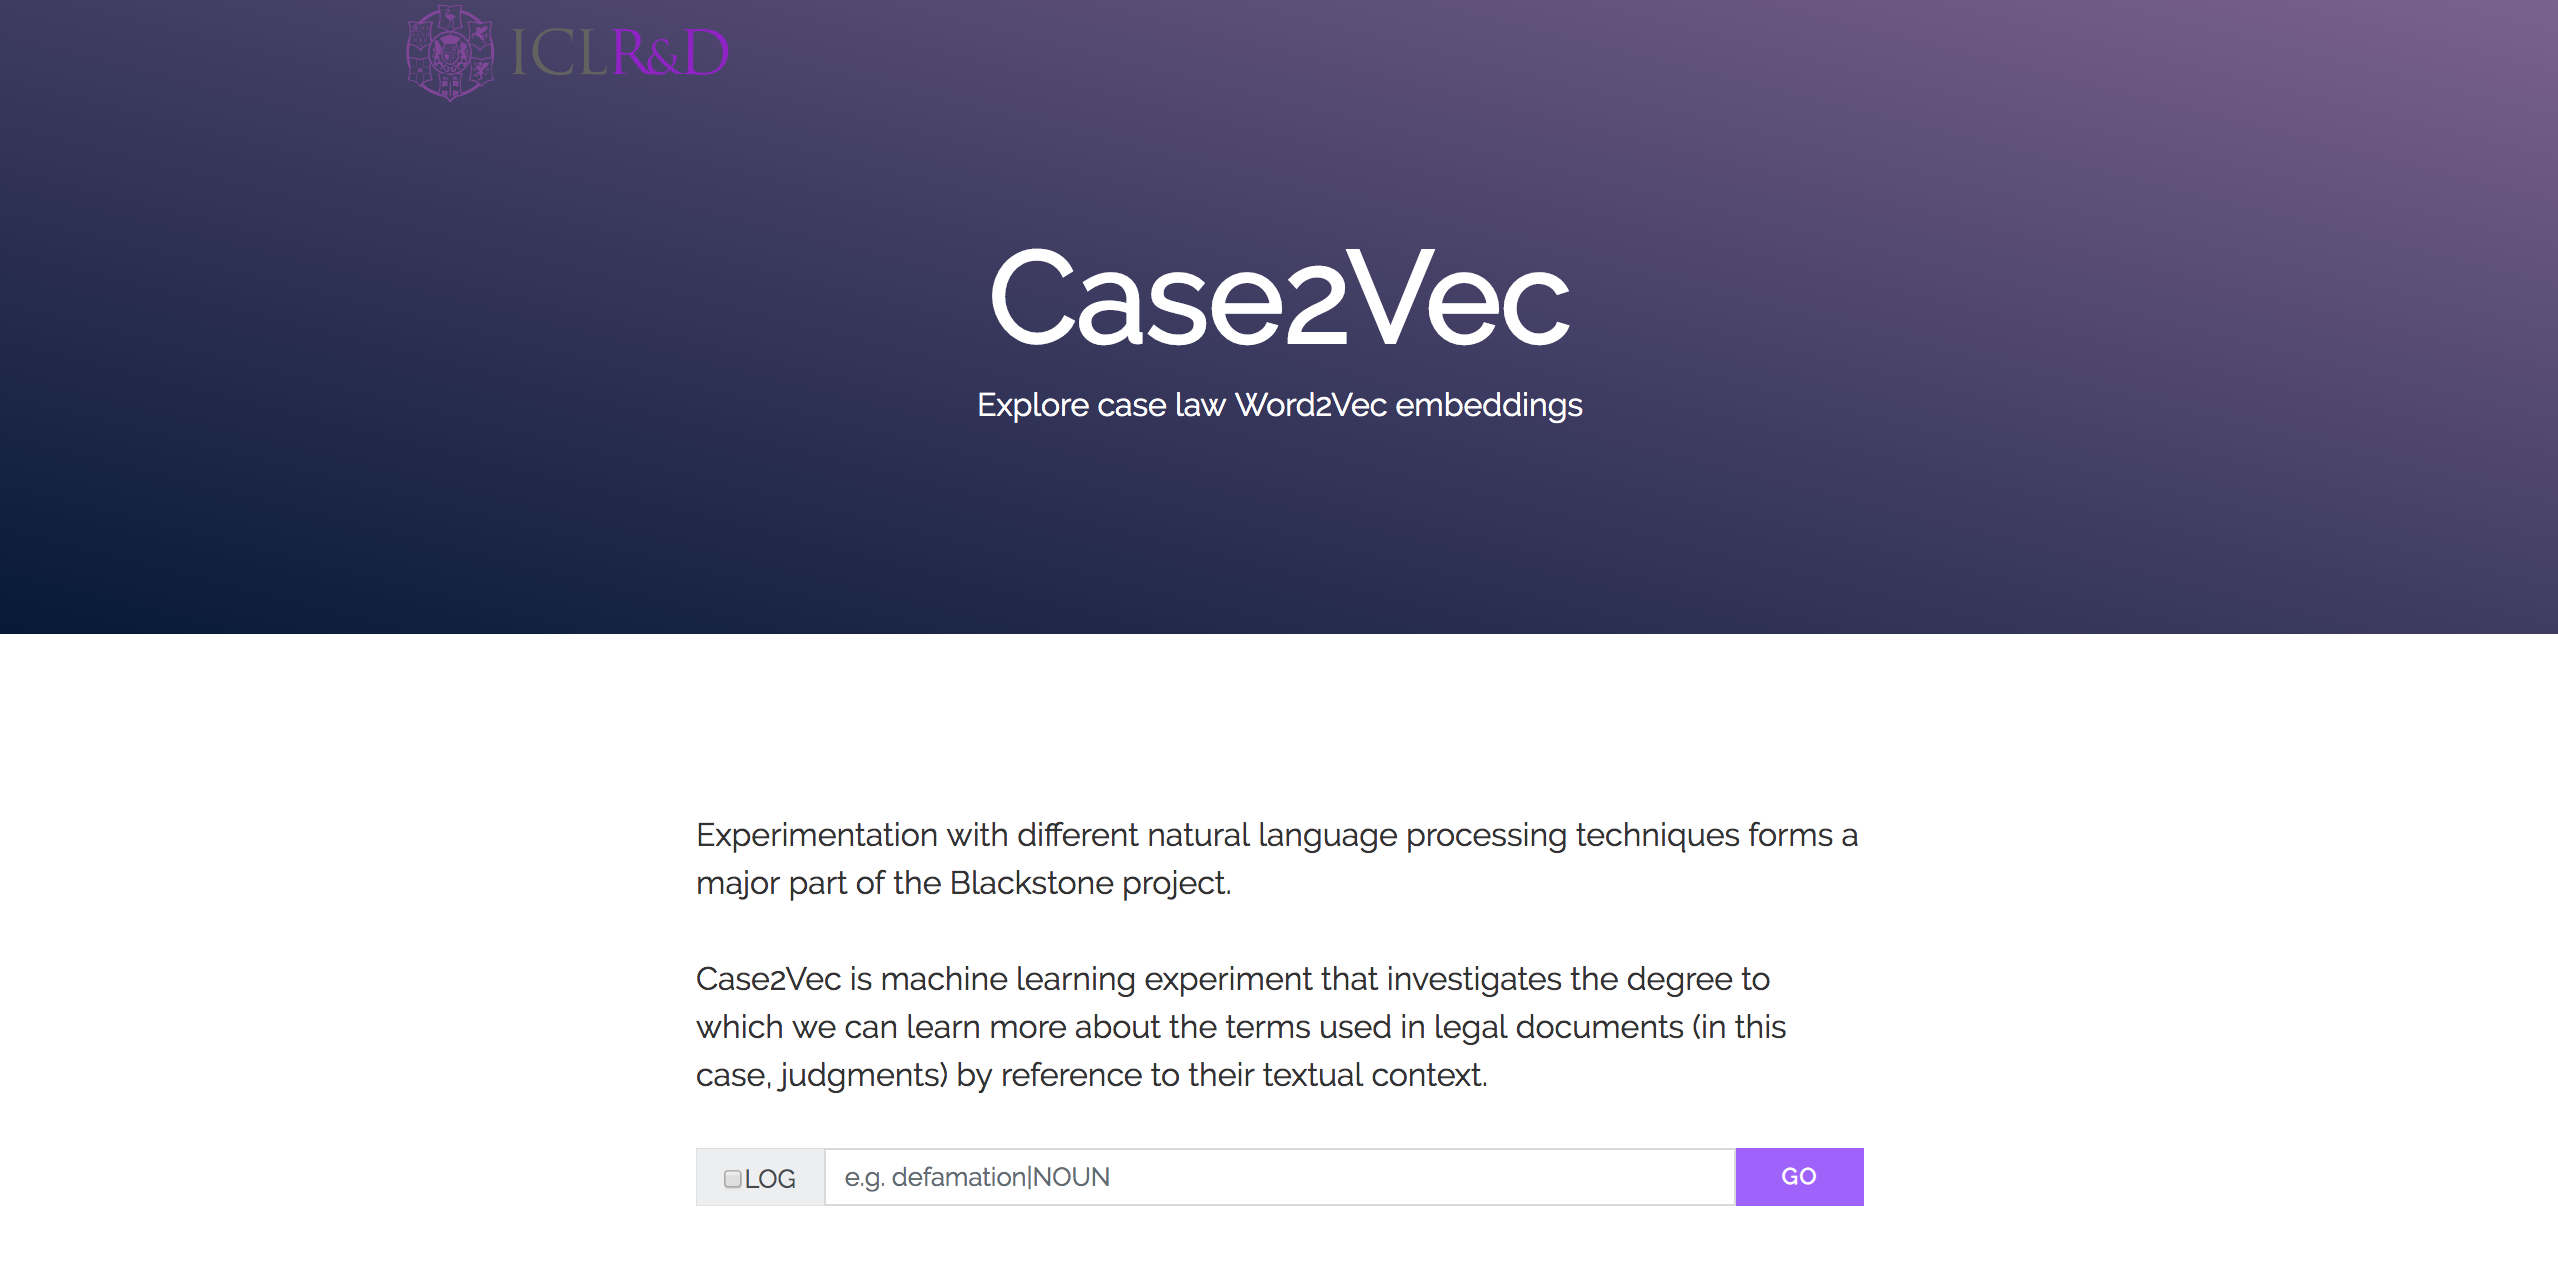 ICLR&D
Case2Vec
Explore case law Word2Vec embeddings
Experimentation with different natural language processing techniques forms a
major part of the Blackstone project.
Case2Vec is machine learning experiment that investigates the degree to
which we can learn more about the terms used in legal documents (in this
case, judgments) by reference to their textual context.
LOG e.g. defamation|NOUN GO